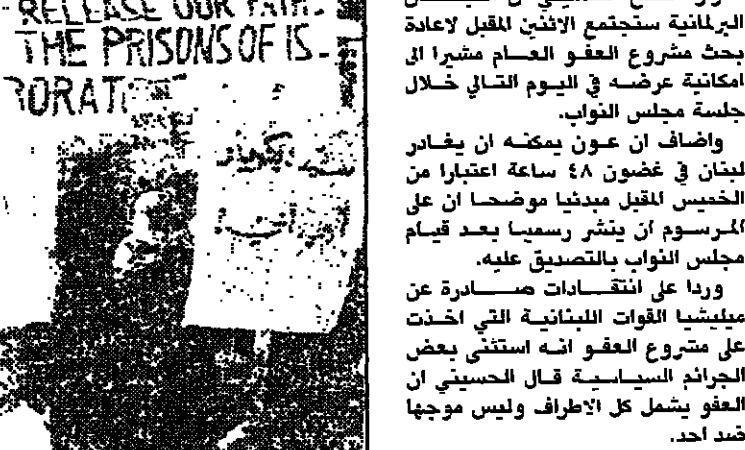 RELEASE OUR
THE PRISONS OF IS-
البرلمانية ستجتمع الاثنين المقبل لاعادة
بحث مشروع العفو العام مشيرا الى
امكانية عرضه في اليوم التالي خلال
جلسة مجلس النواب.
واضاف ان عون يمكنه ان يغادر
لبنان في غضون ٤٨ ساعة اعتبارا من
الخميس المقبل مبدئيا موضحا ان على
المرسوم ان ينشر رسميا بعد قيام
مجلس النواب بالتصديق عليه.
وردا على انتقادات صادرة عن
ميليشيا القوات اللبنانية التي اخذت
على مشروع العفو انه استثنى بعض
الجرائم السياسية قال الحسيني ان
العفو يشمل كل الاطراف وليس موجها
ضد احد.